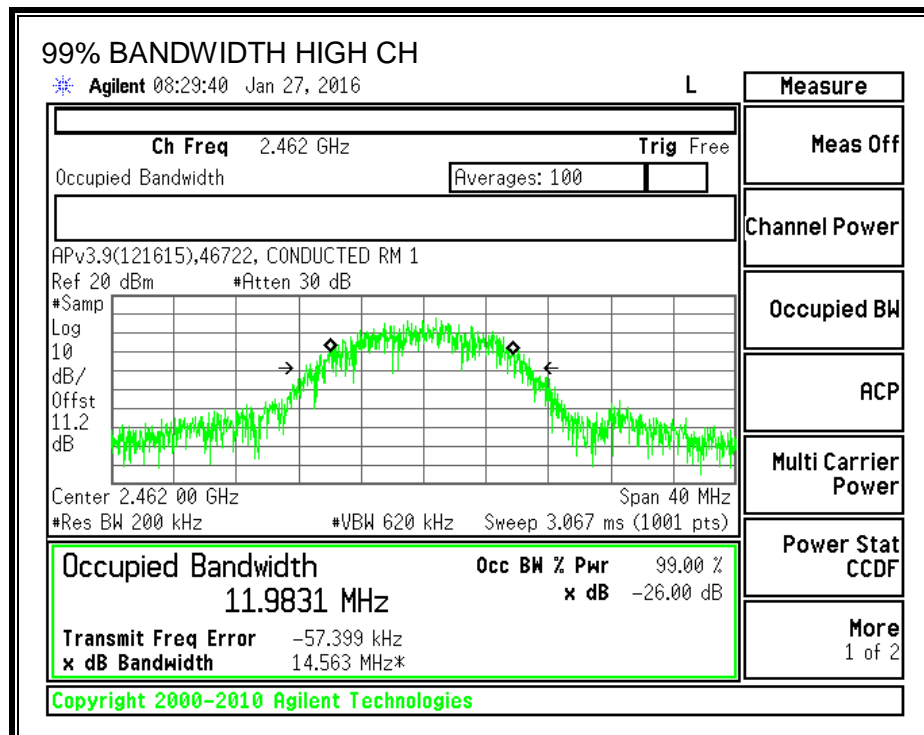 99% BANDWIDTH HIGH CH
Agilent 08:29:40 Jan 27, 2016 L
Measure
Ch Freq 2.462 GHz Trig Free
Meas Off
Occupied Bandwidth Averages: 100
Channel Power
APv3.9(121615),46722, CONDUCTED RM 1
Ref 20 dBm #Atten 30 dB
#Samp
Log
10
dB/
Offst
11.2
dB
Occupied BW
ACP
Multi Carrier
Power
Center 2.462 00 GHz Span 40 MHz
#Res BW 200 kHz #VBW 620 kHz Sweep 3.067 ms (1001 pts)
Power Stat
CCDF
Occupied Bandwidth Occ BW % Pwr 99.00 %
11.9831 MHz x dB -26.00 dB
Transmit Freq Error -57.399 kHz
x dB Bandwidth 14.563 MHz*
More
1 of 2
Copyright 2000-2010 Agilent Technologies